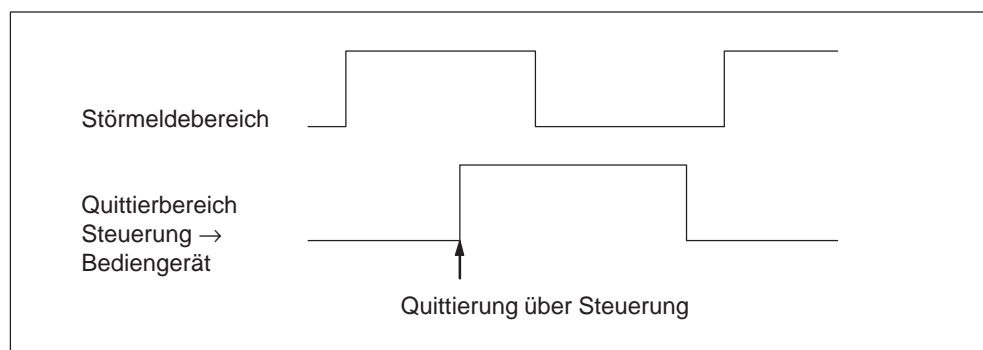 Störmeldebereich
Quittierbereich
Steuerung →
Bediengerät
Quittierung über Steuerung